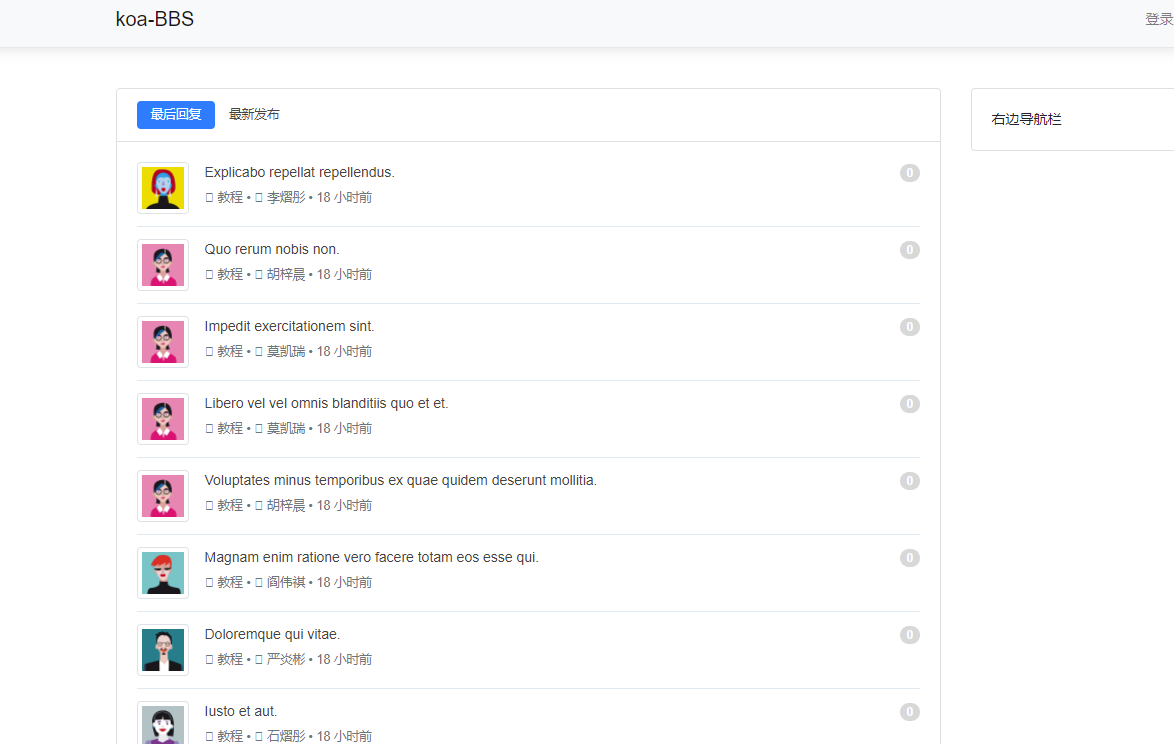 koa-BBS
登录
最后回复 最新发布
右边导航栏
Explicabo repellat repellendus.
0
教程 • 李熠彤 • 18 小时前
Quo rerum nobis non.
0
教程 • 胡梓晨 • 18 小时前
Impedit exercitationem sint.
0
教程 • 莫凯瑞 • 18 小时前
Libero vel vel omnis blanditiis quo et et.
0
教程 • 莫凯瑞 • 18 小时前
Voluptates minus temporibus ex quae quidem deserunt mollitia.
0
教程 • 胡梓晨 • 18 小时前
Magnam enim ratione vero facere totam eos esse qui.
0
教程 • 阎伟祺 • 18 小时前
Doloremque qui vitae.
0
教程 • 严炎彬 • 18 小时前
Iusto et aut.
0
教程 • 石熠彤 • 18 小时前